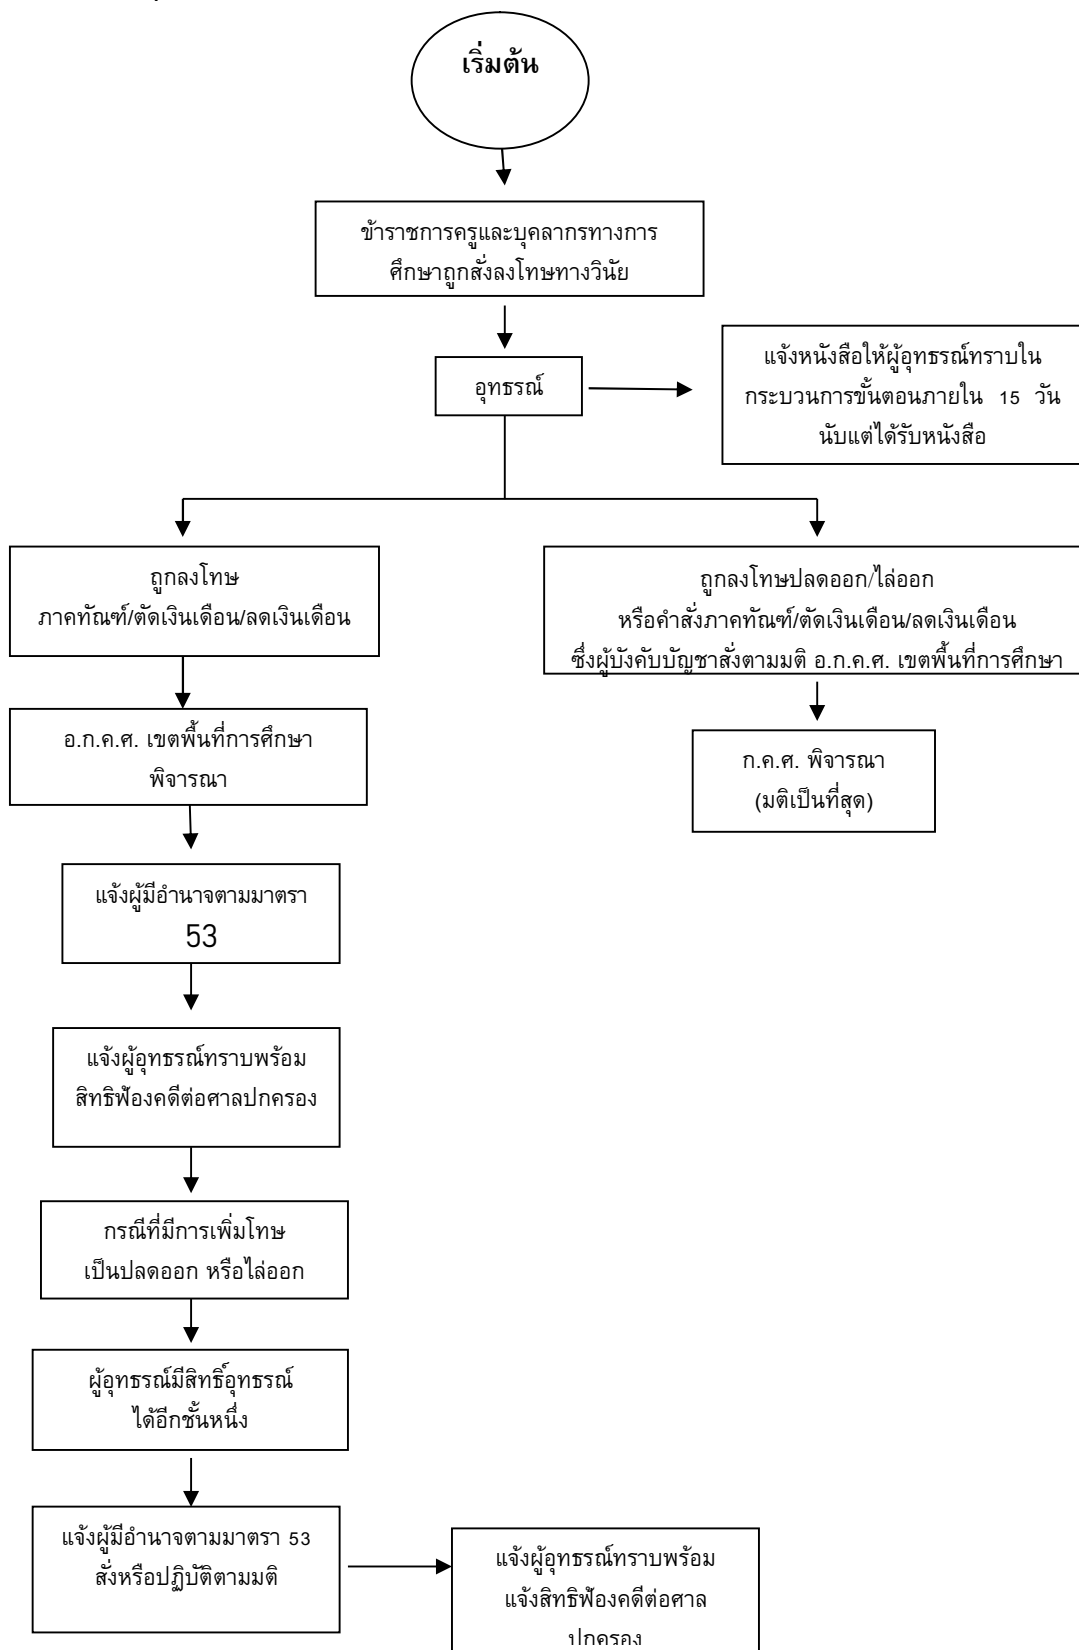 เริ่มต้น
ข้าราชการครูและบุคลากรทางการ
ศึกษาถูกสั่งลงโทษทางวินัย
อุทธรณ์
แจ้งหนังสือให้ผู้อุทธรณ์ทราบใน
กระบวนการขั้นตอนภายใน 15 วัน
นับแต่ได้รับหนังสือ
ถูกลงโทษ
ภาคทัณฑ์/ตัดเงินเดือน/ลดเงินเดือน
ถูกลงโทษปลดออก/ไล่ออก
หรือคำสั่งภาคทัณฑ์/ตัดเงินเดือน/ลดเงินเดือน
ซึ่งผู้บังคับบัญชาสั่งตามมติ อ.ก.ค.ศ. เขตพื้นที่การศึกษา
อ.ก.ค.ศ. เขตพื้นที่การศึกษา
พิจารณา
ก.ค.ศ. พิจารณา
(มติเป็นที่สุด)
แจ้งผู้มีอำนาจตามมาตรา
53
แจ้งผู้อุทธรณ์ทราบพร้อม
สิทธิฟ้องคดีต่อศาลปกครอง
กรณีที่มีการเพิ่มโทษ
เป็นปลดออก หรือไล่ออก
ผู้อุทธรณ์มีสิทธิ์อุทธรณ์
ได้อีกชั้นหนึ่ง
แจ้งผู้มีอำนาจตามมาตรา 53
สั่งหรือปฏิบัติตามมติ
แจ้งผู้อุทธรณ์ทราบพร้อม
แจ้งสิทธิฟ้องคดีต่อศาล
ปกครอง